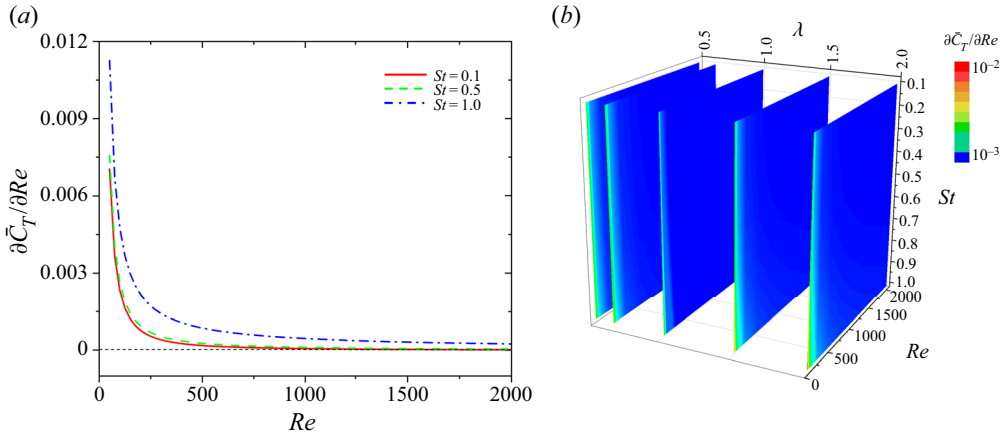 (a)
0.012
0.009
0.006
0.003
0
∂C̄_T/∂Re
St = 0.1
St = 0.5
St = 1.0
0 500 1000 1500 2000
Re
(b)
λ
0.5 1.0 1.5 2.0
∂C̄_T/∂Re
10⁻²
10⁻³
0.1
0.2
0.3
0.4
0.5
0.6
0.7
0.8
0.9
1.0
St
2000
1500
1000
500
0
Re